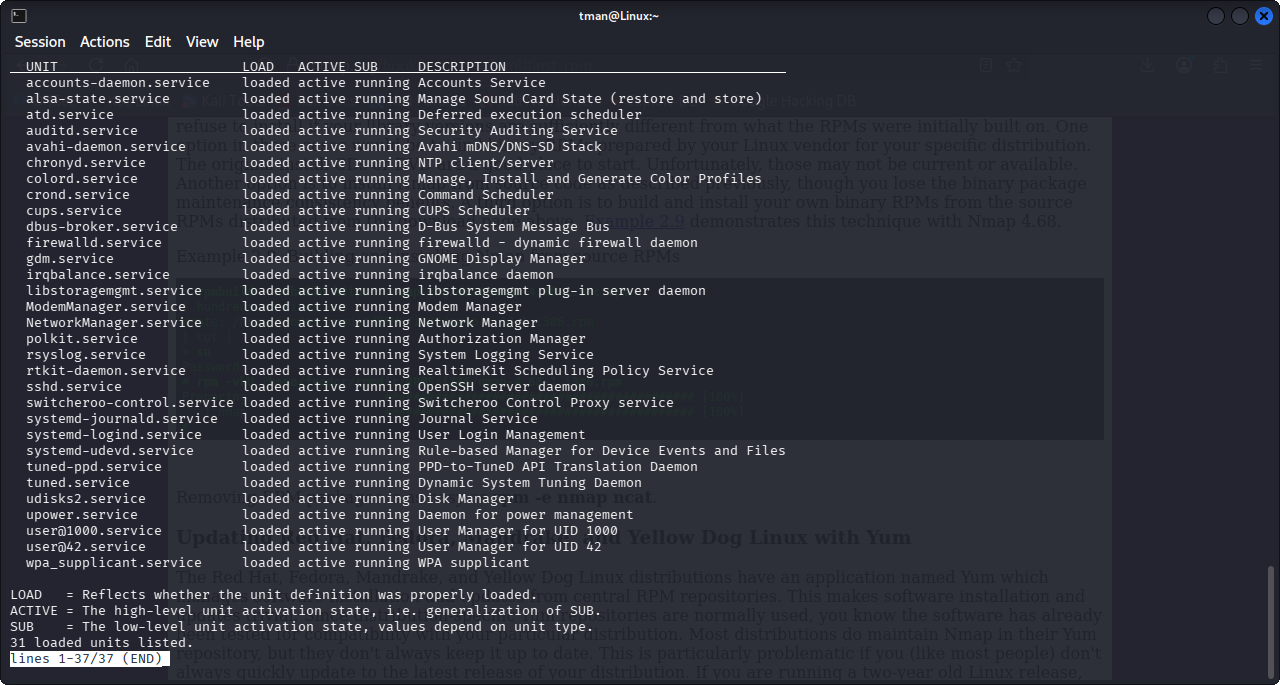 tman@Linux:~
Session Actions Edit View Help
UNIT LOAD ACTIVE SUB DESCRIPTION
accounts-daemon.service loaded active running Accounts Service
alsa-state.service loaded active running Manage Sound Card State (restore and store)
atd.service loaded active running Deferred execution scheduler
auditd.service loaded active running Security Auditing Service
avahi-daemon.service loaded active running Avahi mDNS/DNS-SD Stack
chronyd.service loaded active running NTP client/server
colord.service loaded active running Manage, Install and Generate Color Profiles
crond.service loaded active running Command Scheduler
cups.service loaded active running CUPS Scheduler
dbus-broker.service loaded active running D-Bus System Message Bus
firewalld.service loaded active running firewalld - dynamic firewall daemon
gdm.service loaded active running GNOME Display Manager
irqbalance.service loaded active running irqbalance daemon
libstoragemgmt.service loaded active running libstoragemgmt plug-in server daemon
ModemManager.service loaded active running Modem Manager
NetworkManager.service loaded active running Network Manager
polkit.service loaded active running Authorization Manager
rsyslog.service loaded active running System Logging Service
rtkit-daemon.service loaded active running RealtimeKit Scheduling Policy Service
sshd.service loaded active running OpenSSH server daemon
switcheroo-control.service loaded active running Switcheroo Control Proxy service
systemd-journald.service loaded active running Journal Service
systemd-logind.service loaded active running User Login Management
systemd-udevd.service loaded active running Rule-based Manager for Device Events and Files
tuned-ppd.service loaded active running PPD-to-TuneD API Translation Daemon
tuned.service loaded active running Dynamic System Tuning Daemon
udisks2.service loaded active running Disk Manager
upower.service loaded active running Daemon for power management
user@1000.service loaded active running User Manager for UID 1000
user@42.service loaded active running User Manager for UID 42
wpa_supplicant.service loaded active running WPA supplicant
LOAD = Reflects whether the unit definition was properly loaded.
ACTIVE = The high-level unit activation state, i.e. generalization of SUB.
SUB = The low-level unit activation state, values depend on unit type.
31 loaded units listed.
lines 1-37/37 (END)